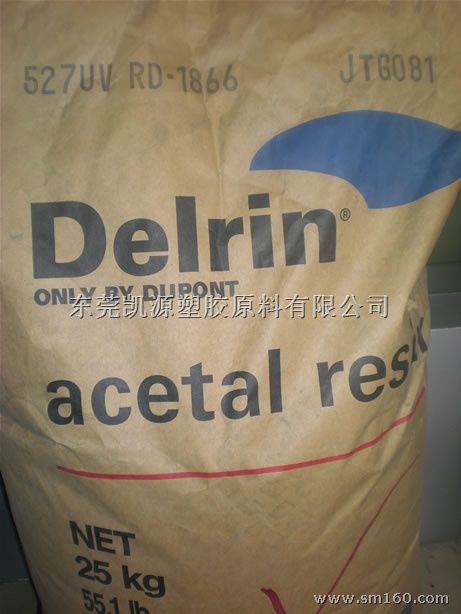 527UV RD-1866 JTG081
Delrin®
ONLY BY DUPONT
东莞凯源塑胶原料有限公司
acetal resi
NET
25 kg
55.1 lb
www.sm160.com